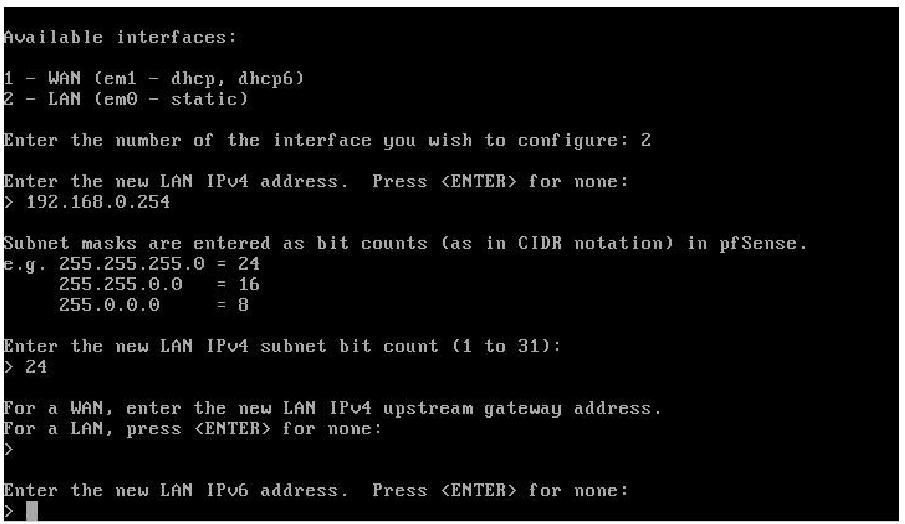 Available interfaces:
1 - WAN (em1 - dhcp, dhcp6)
2 - LAN (em0 - static)
Enter the number of the interface you wish to configure: 2
Enter the new LAN IPv4 address.  Press <ENTER> for none:
> 192.168.0.254
Subnet masks are entered as bit counts (as in CIDR notation) in pfSense.
e.g. 255.255.255.0 = 24
     255.255.0.0   = 16
     255.0.0.0     = 8
Enter the new LAN IPv4 subnet bit count (1 to 31):
> 24
For a WAN, enter the new LAN IPv4 upstream gateway address.
For a LAN, press <ENTER> for none:
>
Enter the new LAN IPv6 address.  Press <ENTER> for none:
>